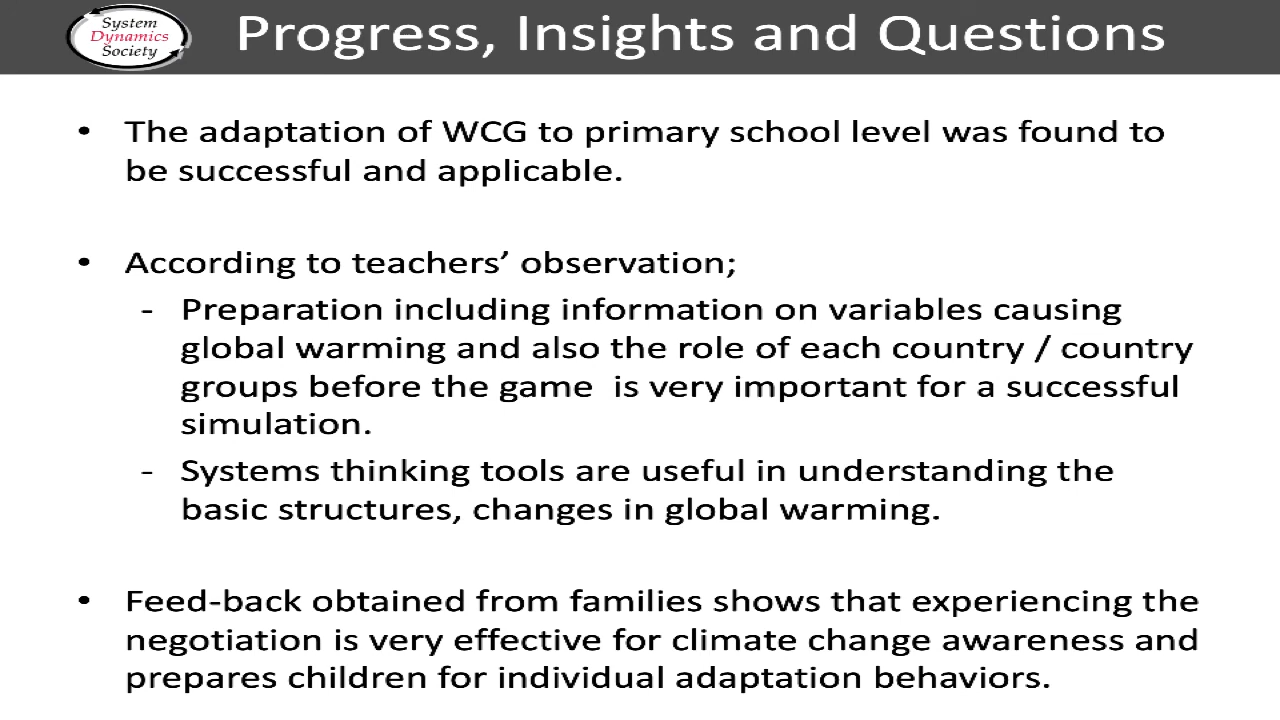 System
Dynamics
Society
Progress, Insights and Questions
• The adaptation of WCG to primary school level was found to
be successful and applicable.
• According to teachers’ observation;
- Preparation including information on variables causing
global warming and also the role of each country / country
groups before the game  is very important for a successful
simulation.
- Systems thinking tools are useful in understanding the
basic structures, changes in global warming.
• Feed-back obtained from families shows that experiencing the
negotiation is very effective for climate change awareness and
prepares children for individual adaptation behaviors.